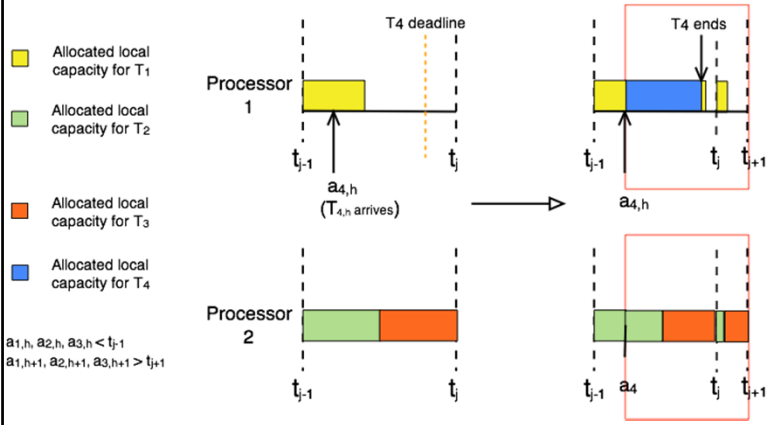 Allocated local
capacity for T1
Allocated local
capacity for T2
Allocated local
capacity for T3
Allocated local
capacity for T4
a1,h, a2,h, a3,h < tj-1
a1,h+1, a2,h+1, a3,h+1 > tj+1
T4 deadline
Processor
1
tj-1
tj
a4,h
(T4,h arrives)
T4 ends
tj-1
tj
tj+1
a4,h
Processor
2
tj-1
tj
tj-1
a4
tj
tj+1